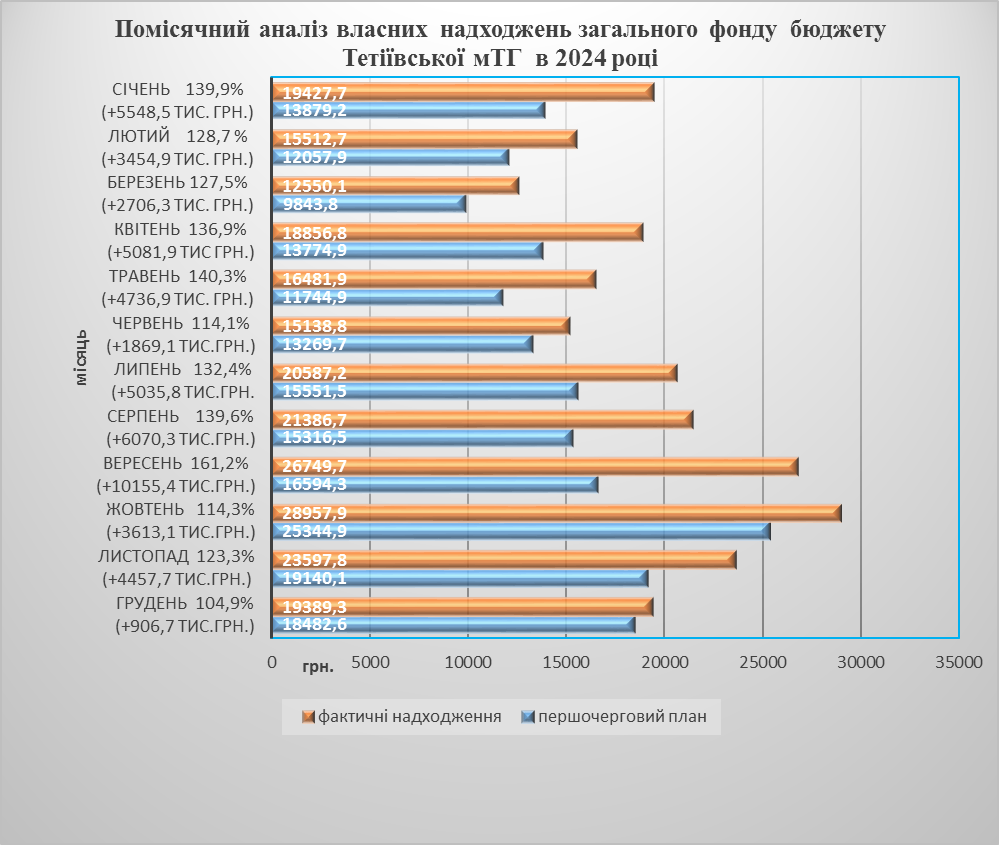 Помісячний аналіз власних надходжень загального фонду бюджету
Тетіївської мТГ в 2024 році
СІЧЕНЬ 139,9%
(+5548,5 ТИС. ГРН.)
19427,7
13879,2
ЛЮТИЙ 128,7 %
(+3454,9 ТИС. ГРН.)
15512,7
12057,9
БЕРЕЗЕНЬ 127,5%
(+2706,3 ТИС. ГРН.)
12550,1
9843,8
КВІТЕНЬ 136,9%
(+5081,9 ТИС ГРН.)
18856,8
13774,9
ТРАВЕНЬ 140,3%
(+4736,9 ТИС. ГРН.)
16481,9
11744,9
ЧЕРВЕНЬ 114,1%
(+1869,1 ТИС.ГРН.)
15138,8
13269,7
ЛИПЕНЬ 132,4%
(+5035,8 ТИС.ГРН.
20587,2
15551,5
СЕРПЕНЬ 139,6%
(+6070,3 ТИС.ГРН.)
21386,7
15316,5
ВЕРЕСЕНЬ 161,2%
(+10155,4 ТИС.ГРН.)
26749,7
16594,3
ЖОВТЕНЬ 114,3%
(+3613,1 ТИС.ГРН.)
28957,9
25344,9
ЛИСТОПАД 123,3%
(+4457,7 ТИС.ГРН.)
23597,8
19140,1
ГРУДЕНЬ 104,9%
(+906,7 ТИС.ГРН.)
19389,3
18482,6
місяць
0 5000 10000 15000 20000 25000 30000 35000
грн.
фактичні надходження першочерговий план